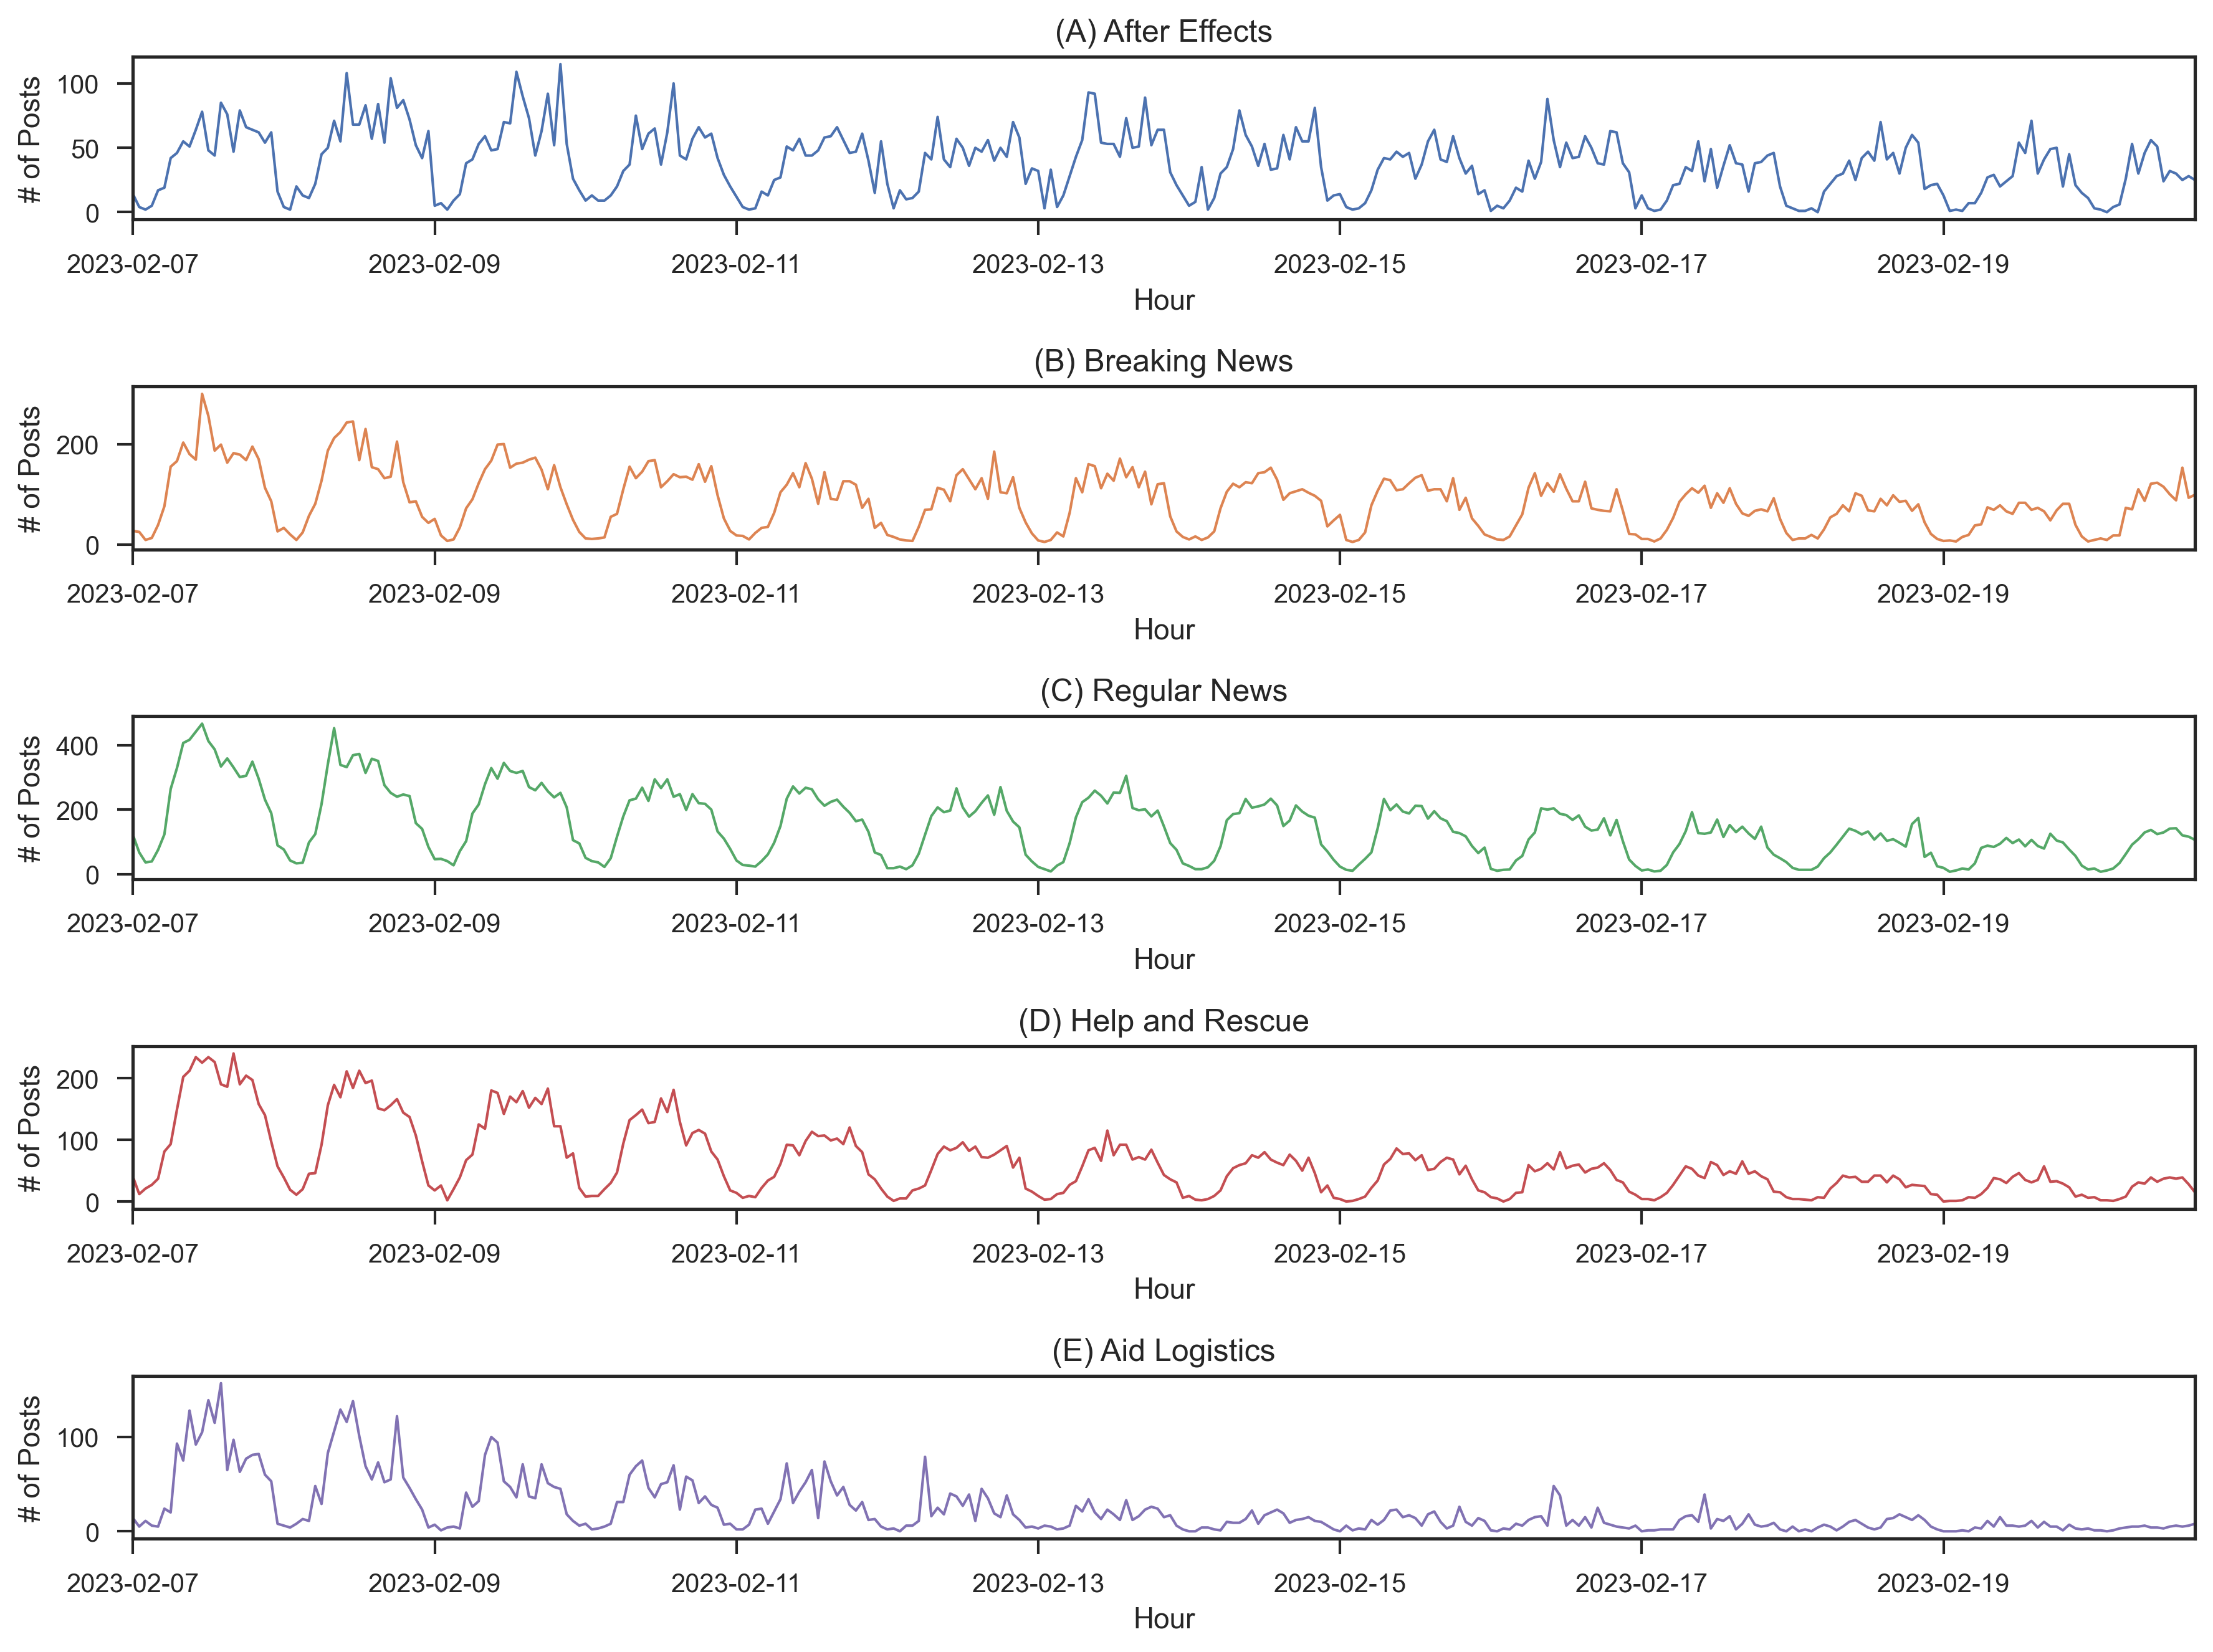 (A) After Effects
# of Posts
100
50
0
2023-02-07 2023-02-09 2023-02-11 2023-02-13 2023-02-15 2023-02-17 2023-02-19
Hour
(B) Breaking News
# of Posts
200
0
2023-02-07 2023-02-09 2023-02-11 2023-02-13 2023-02-15 2023-02-17 2023-02-19
Hour
(C) Regular News
# of Posts
400
200
0
2023-02-07 2023-02-09 2023-02-11 2023-02-13 2023-02-15 2023-02-17 2023-02-19
Hour
(D) Help and Rescue
# of Posts
200
100
0
2023-02-07 2023-02-09 2023-02-11 2023-02-13 2023-02-15 2023-02-17 2023-02-19
Hour
(E) Aid Logistics
# of Posts
100
0
2023-02-07 2023-02-09 2023-02-11 2023-02-13 2023-02-15 2023-02-17 2023-02-19
Hour